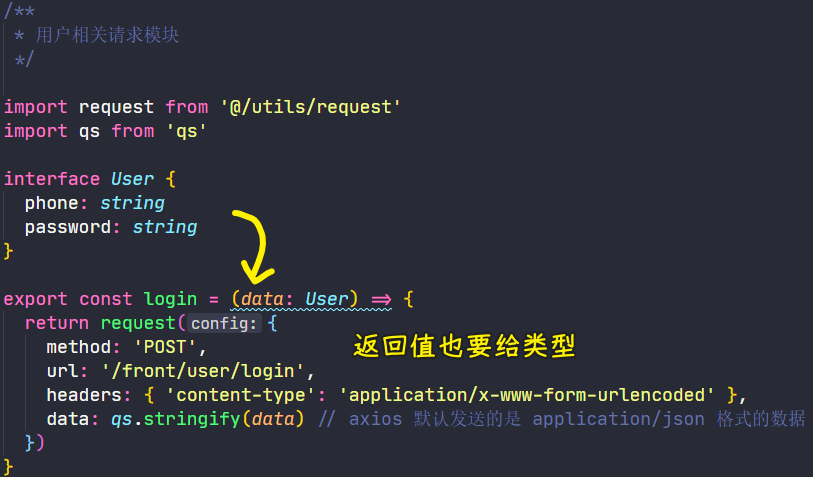 /**
 * 用户相关请求模块
 */
import request from '@/utils/request'
import qs from 'qs'
interface User {
  phone: string
  password: string
}
export const login = (data: User) => {
  return request( config: {
    method: 'POST',
    url: '/front/user/login',
    headers: { 'content-type': 'application/x-www-form-urlencoded' },
    data: qs.stringify(data) // axios 默认发送的是 application/json 格式的数据
  })
}
返回值也要给类型